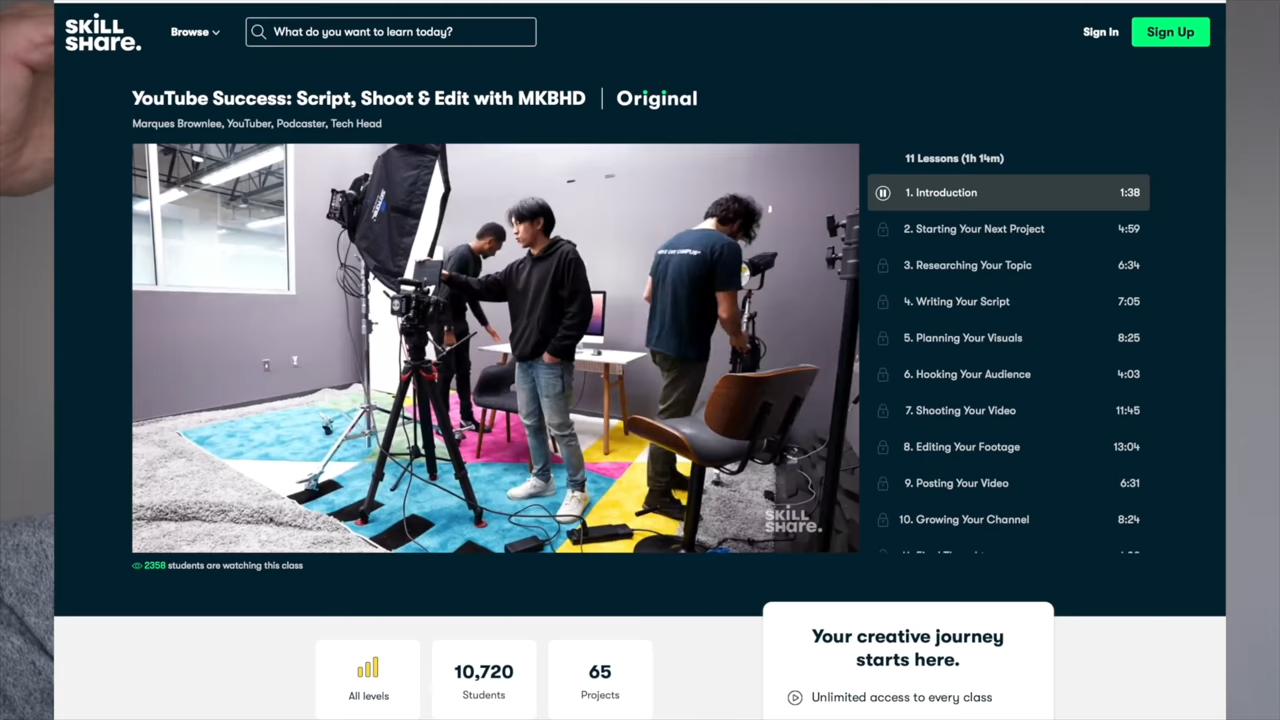 SKILL
SHARE.
Browse
What do you want to learn today?
Sign In
Sign Up
YouTube Success: Script, Shoot & Edit with MKBHD
Original
Marques Brownlee, YouTuber, Podcaster, Tech Head
11 Lessons (1h 14m)
1. Introduction 1:38
2. Starting Your Next Project 4:59
3. Researching Your Topic 6:34
4. Writing Your Script 7:05
5. Planning Your Visuals 8:25
6. Hooking Your Audience 4:03
7. Shooting Your Video 11:45
8. Editing Your Footage 13:04
9. Posting Your Video 6:31
10. Growing Your Channel 8:24
SKILL
SHARE.
2358 students are watching this class
All levels
10,720
Students
65
Projects
Your creative journey
starts here.
Unlimited access to every class